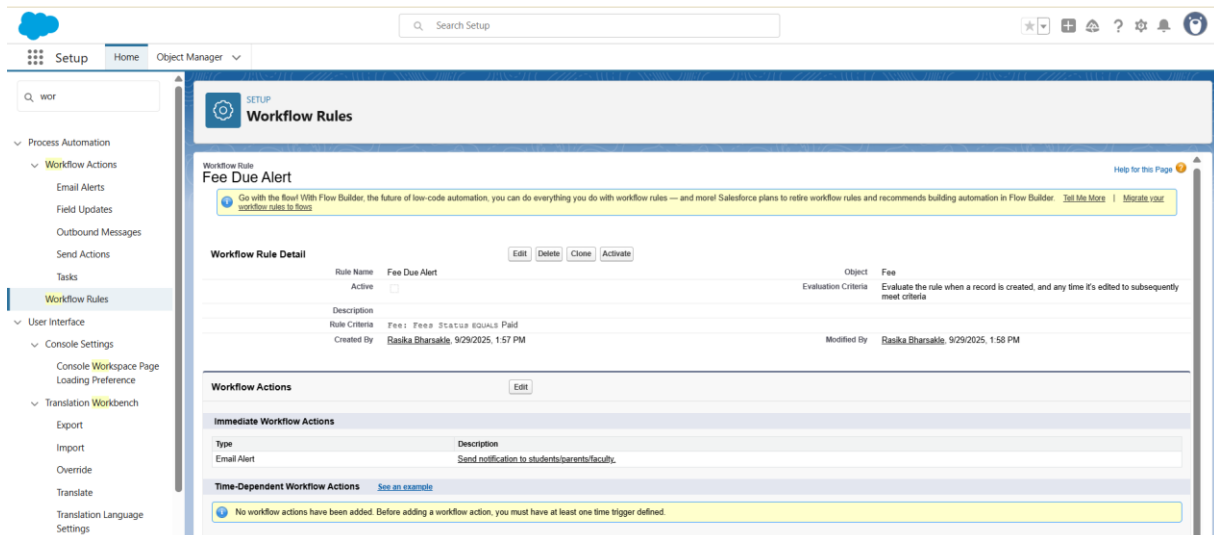 Search Setup
Setup Home Object Manager
wor
Process Automation
Workflow Actions
Email Alerts
Field Updates
Outbound Messages
Send Actions
Tasks
Workflow Rules
User Interface
Console Settings
Console Workspace Page
Loading Preference
Translation Workbench
Export
Import
Override
Translate
Translation Language
Settings
SETUP
Workflow Rules
Workflow Rule
Fee Due Alert
Help for this Page
Go with the flow! With Flow Builder, the future of low-code automation, you can do everything you do with workflow rules — and more! Salesforce plans to retire workflow rules and recommends building automation in Flow Builder. Tell Me More | Migrate your
workflow rules to flows
Workflow Rule Detail Edit Delete Clone Activate
Rule Name Fee Due Alert Object Fee
Active Evaluation Criteria Evaluate the rule when a record is created, and any time it's edited to subsequently
meet criteria
Description
Rule Criteria Fee: Fees Status EQUALS Paid
Created By Rasika Bharsakle, 9/29/2025, 1:57 PM Modified By Rasika Bharsakle, 9/29/2025, 1:58 PM
Workflow Actions Edit
Immediate Workflow Actions
Type Description
Email Alert Send notification to students/parents/faculty.
Time-Dependent Workflow Actions See an example
No workflow actions have been added. Before adding a workflow action, you must have at least one time trigger defined.